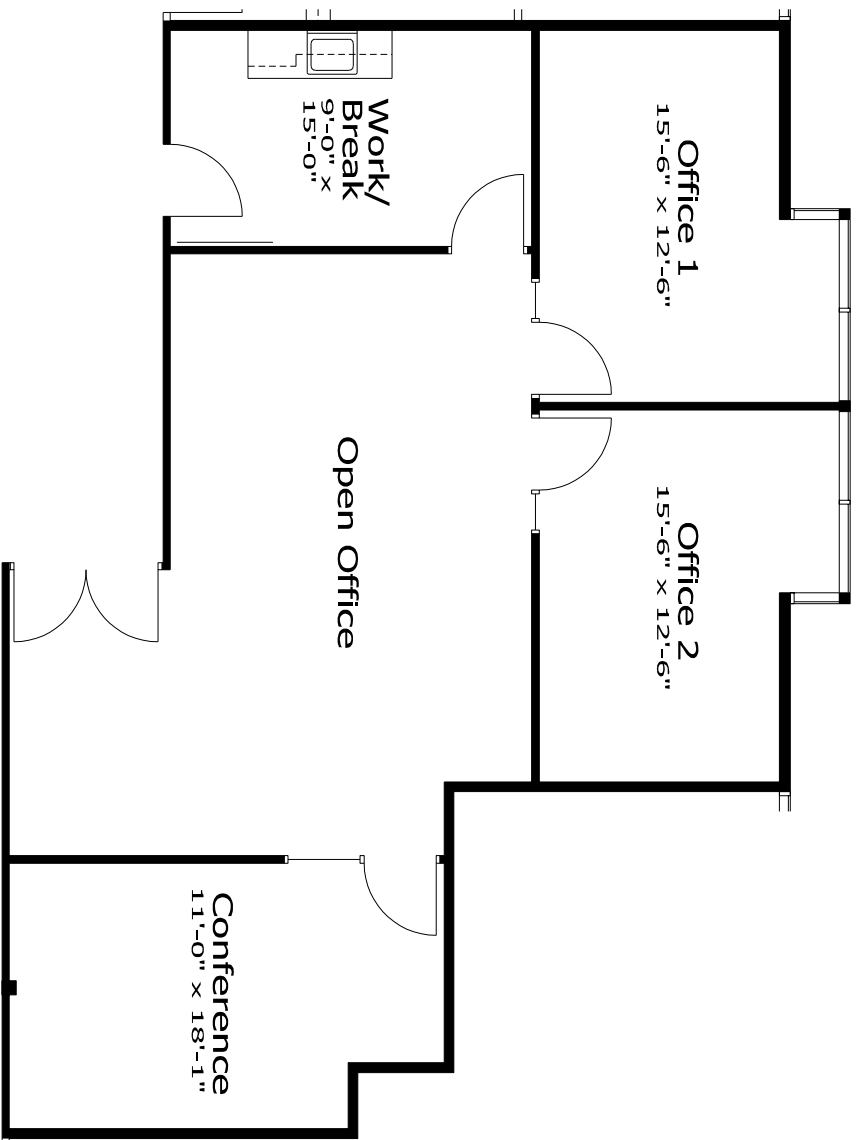 Work/
Break
9'-0" x
15'-0"
Office 1
15'-6" x 12'-6"
Open Office
Office 2
15'-6" x 12'-6"
Conference
11'-0" x 18'-1"